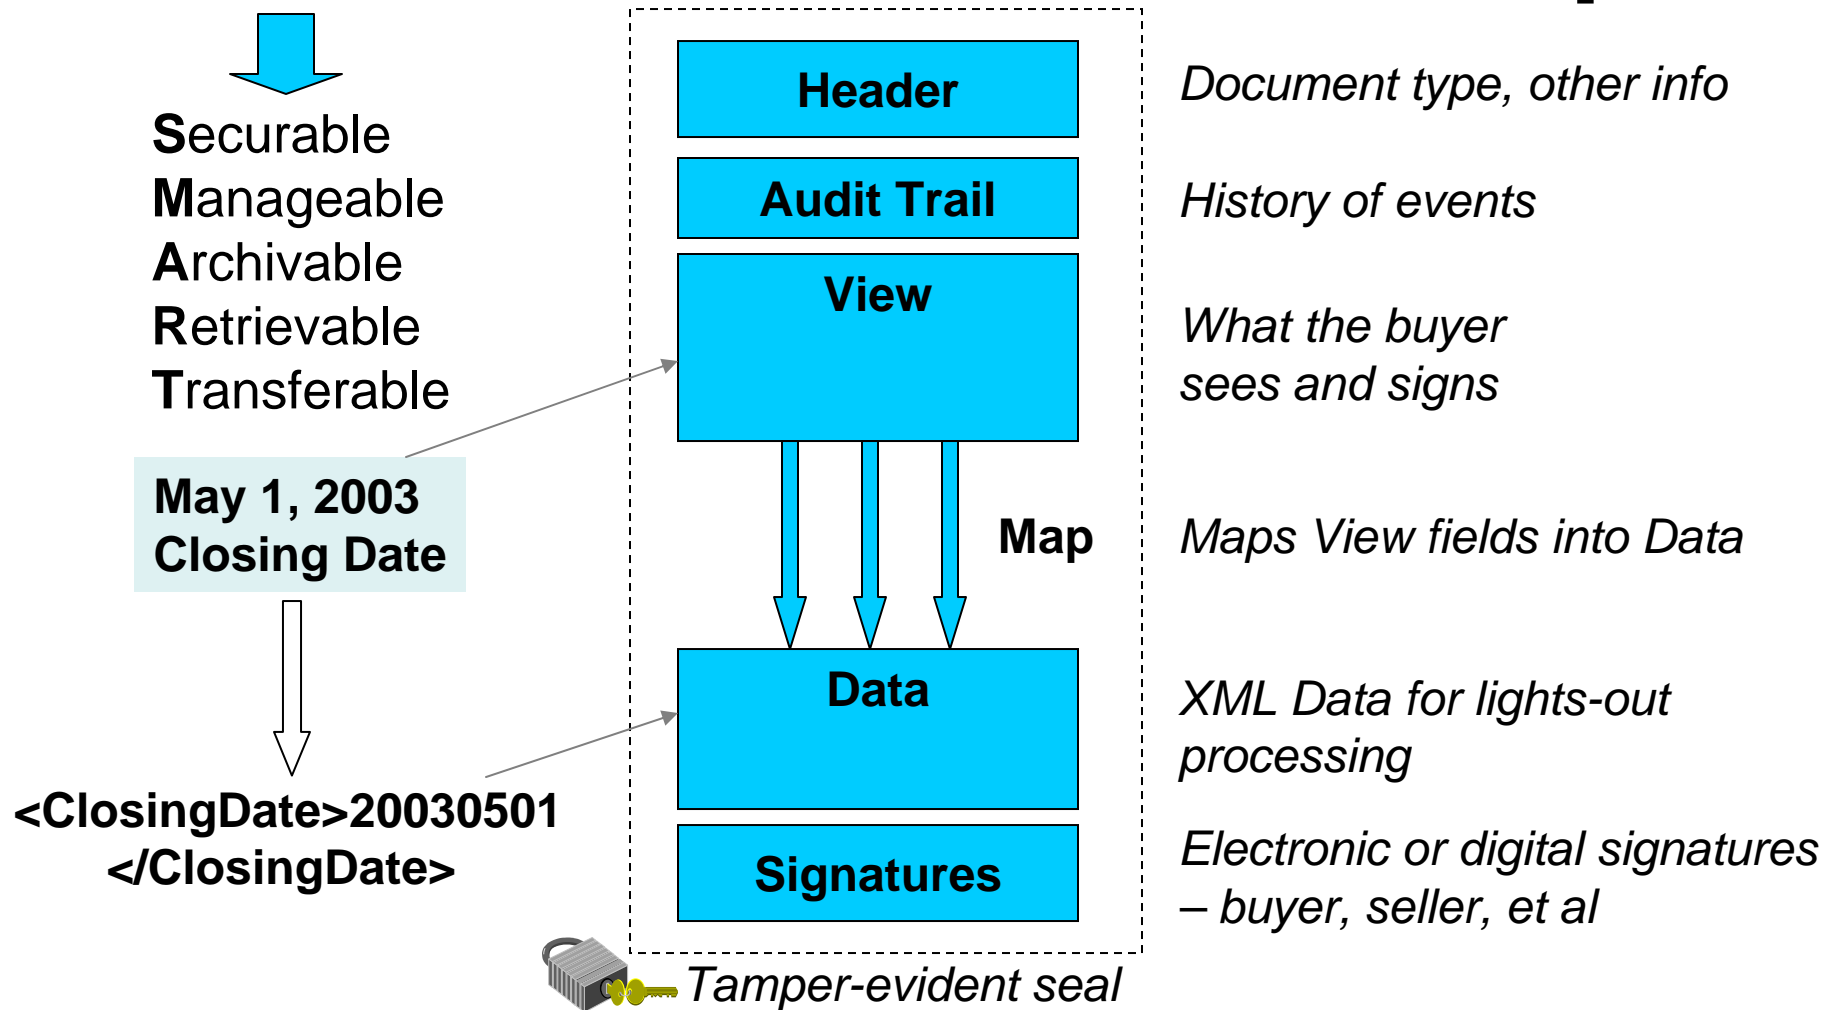 Securable
Manageable
Archivable
Retrievable
Transferable
May 1, 2003
Closing Date
<ClosingDate>20030501
</ClosingDate>
Header
Document type, other info
Audit Trail
History of events
View
What the buyer
sees and signs
Map
Maps View fields into Data
Data
XML Data for lights-out
processing
Signatures
Electronic or digital signatures
– buyer, seller, et al
Tamper-evident seal